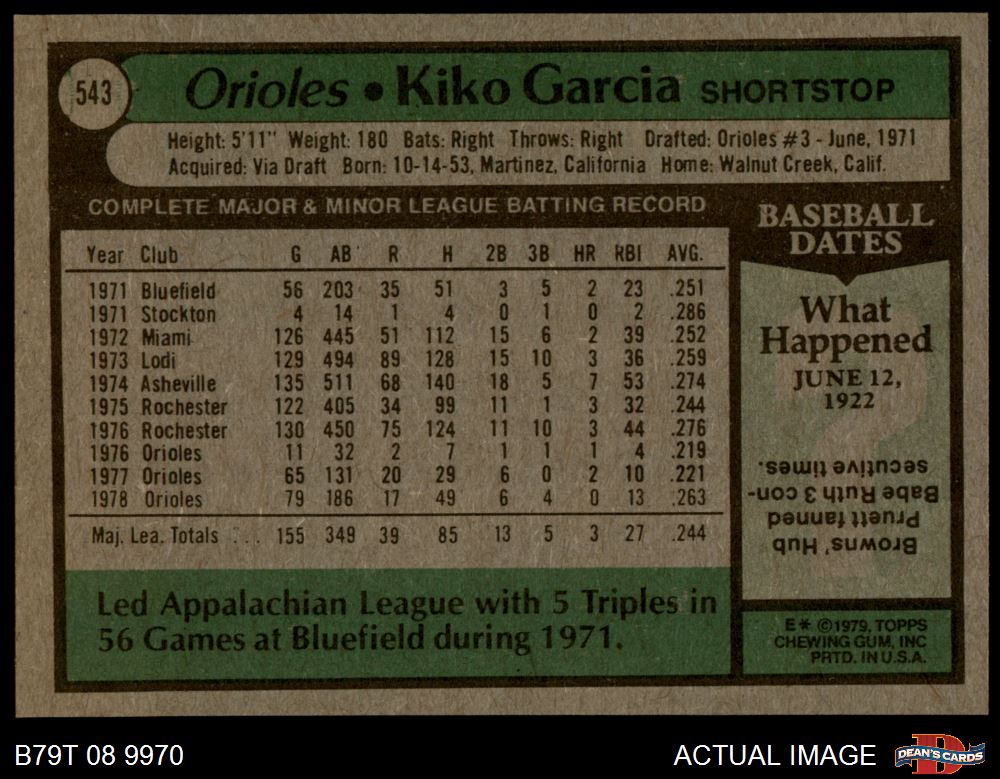 543
Orioles • Kiko Garcia SHORTSTOP
Height: 5'11" Weight: 180 Bats: Right Throws: Right Drafted: Orioles #3 - June, 1971
Acquired: Via Draft Born: 10-14-53, Martinez, California Home: Walnut Creek, Calif.
COMPLETE MAJOR & MINOR LEAGUE BATTING RECORD
Year Club G AB R H 2B 3B HR RBI AVG.
1971 Bluefield 56 203 35 51 3 5 2 23 .251
1971 Stockton 4 14 1 4 0 1 0 2 .286
1972 Miami 126 445 51 112 15 6 2 39 .252
1973 Lodi 129 494 89 128 15 10 3 36 .259
1974 Asheville 135 511 68 140 18 5 7 53 .274
1975 Rochester 122 405 34 99 11 1 3 32 .244
1976 Rochester 130 450 75 124 11 10 3 44 .276
1976 Orioles 11 32 2 7 1 1 1 4 .219
1977 Orioles 65 131 20 29 6 0 2 10 .221
1978 Orioles 79 186 17 49 6 4 0 13 .263
Maj. Lea. Totals ... 155 349 39 85 13 5 3 27 .244
Led Appalachian League with 5 Triples in
56 Games at Bluefield during 1971.
BASEBALL
DATES
What
Happened
JUNE 12,
1922
Browns' Hub
Pruett fanned
Babe Ruth 3 con-
secutive times.
E* ©1979, TOPPS
CHEWING GUM, INC
PRTD. IN U.S.A.
B79T 08 9970
ACTUAL IMAGE
DEAN'S CARDS